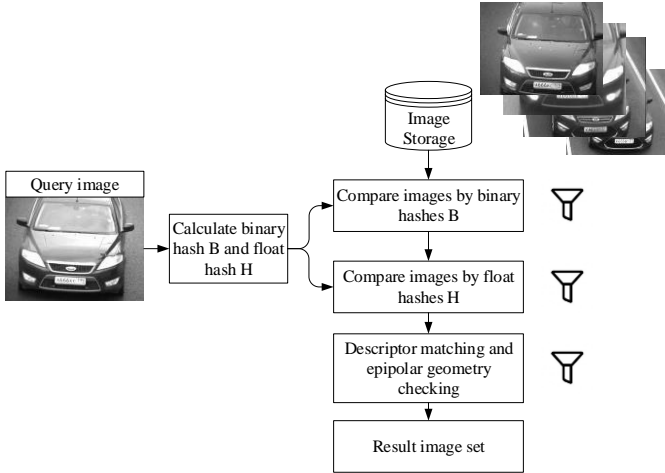 Image
Storage
Query image
Calculate binary
hash B and float
hash H
Compare images by binary
hashes B
Compare images by float
hashes H
Descriptor matching and
epipolar geometry
checking
Result image set